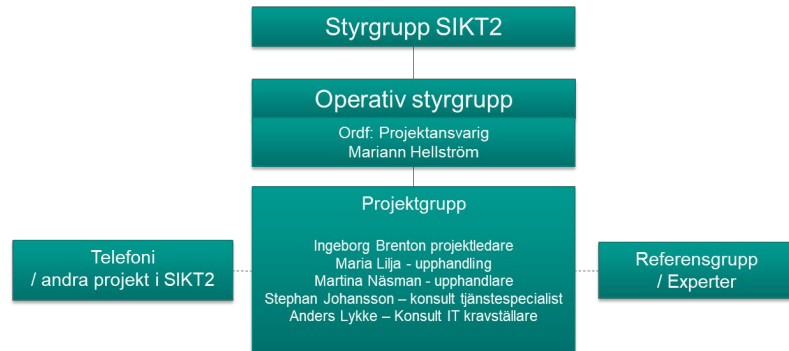 Styrgrupp SIKT2
Operativ styrgrupp
Ordf: Projektansvarig
Mariann Hellström
Projektgrupp
Ingeborg Brenton projektledare
Maria Lilja - upphandling
Martina Näsman - upphandlare
Stephan Johansson – konsult tjänstespecialist
Anders Lykke – Konsult IT kravställare
Telefoni
/ andra projekt i SIKT2
Referensgrupp
/ Experter